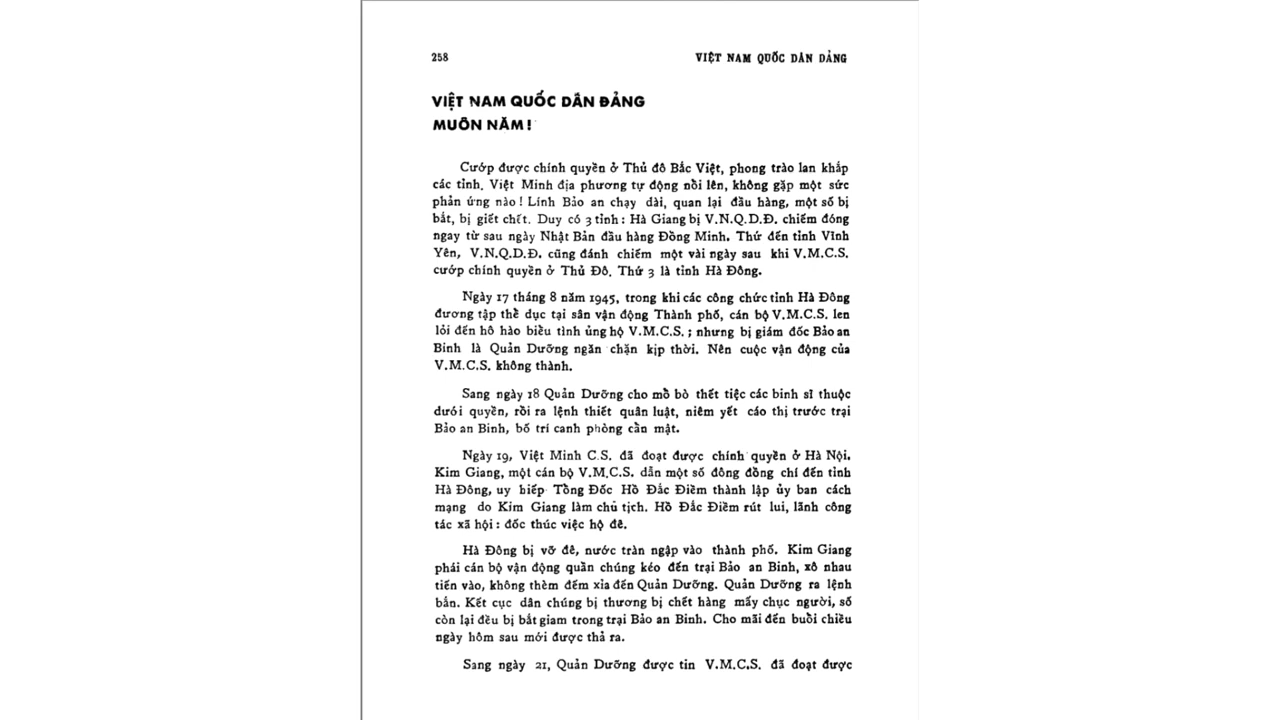 258
VIỆT NAM QUỐC DÂN ĐẢNG
VIỆT NAM QUỐC DÂN ĐẢNG
MUÔN NĂM !
Cướp được chính quyền ở Thủ đô Bắc Việt, phong trào lan khắp
các tỉnh. Việt Minh địa phương tự động nổi lên, không gặp một sức
phản ứng nào ! Lính Bảo an chạy dài, quan lại đầu hàng, một số bị
bắt, bị giết chết. Duy có 3 tỉnh : Hà Giang bị V.N.Q.D.Đ. chiếm đóng
ngay từ sau ngày Nhật Bản đầu hàng Đồng Minh. Thứ đến tỉnh Vĩnh
Yên, V.N.Q.D.Đ. cũng đánh chiếm một vài ngày sau khi V.M.C.S.
cướp chính quyền ở Thủ Đô. Thứ 3 là tỉnh Hà Đông.
Ngày 17 tháng 8 năm 1945, trong khi các công chức tỉnh Hà Đông
đương tập thể dục tại sân vận động Thành phố, cán bộ V.M.C.S. len
lỏi đến hô hào biểu tình ủng hộ V.M.C.S. ; nhưng bị giám đốc Bảo an
Binh là Quản Dưỡng ngăn chặn kịp thời. Nên cuộc vận động của
V.M.C.S. không thành.
Sang ngày 18 Quản Dưỡng cho mổ bò thết tiệc các binh sĩ thuộc
dưới quyền, rồi ra lệnh thiết quân luật, niêm yết cáo thị trước trại
Bảo an Binh, bố trí canh phòng cẩn mật.
Ngày 19, Việt Minh C.S. đã đoạt được chính quyền ở Hà Nội.
Kim Giang, một cán bộ V.M.C.S. dẫn một số đông đồng chí đến tỉnh
Hà Đông, uy hiếp Tổng Đốc Hồ Đắc Điềm thành lập ủy ban cách
mạng do Kim Giang làm chủ tịch. Hồ Đắc Điềm rút lui, lãnh công
tác xã hội : đốc thúc việc hộ đê.
Hà Đông bị vỡ đê, nước tràn ngập vào thành phố. Kim Giang
phái cán bộ vận động quần chúng kéo đến trại Bảo an Binh, xô nhau
tiến vào, không thèm đếm xỉa đến Quản Dưỡng. Quản Dưỡng ra lệnh
bắn. Kết cục dân chúng bị thương bị chết hàng mấy chục người, số
còn lại đều bị bắt giam trong trại Bảo an Binh. Cho mãi đến buổi chiều
ngày hôm sau mới được thả ra.
Sang ngày 21, Quản Dưỡng được tin V.M.C.S. đã đoạt được